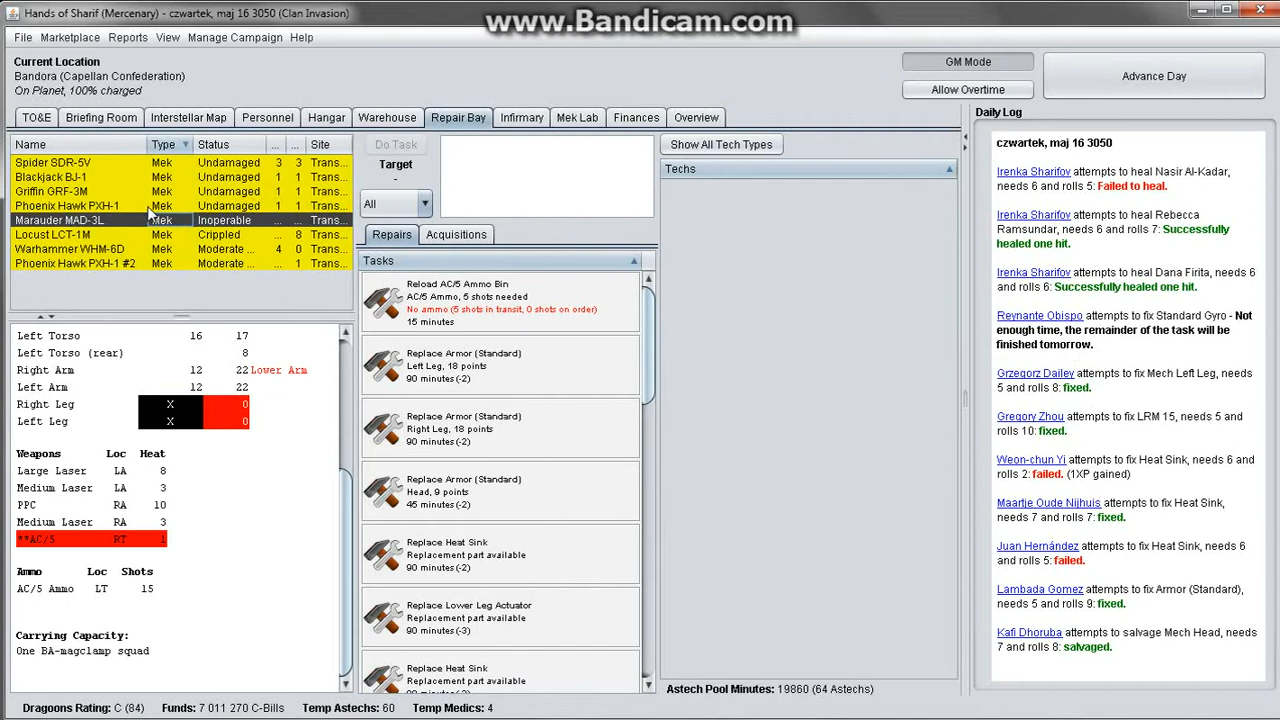 Hands of Sharif (Mercenary) - czwartek, maj 16 3050 (Clan Invasion)
www.Bandicam.com
File Marketplace Reports View Manage Campaign Help
Current Location
Bandora (Capellan Confederation)
On Planet, 100% charged
GM Mode
Allow Overtime
Advance Day
TO&E Briefing Room Interstellar Map Personnel Hangar Warehouse Repair Bay Infirmary Mek Lab Finances Overview
Name Type Status ... ... Site
Spider SDR-5V Mek Undamaged 3 3 Trans...
Blackjack BJ-1 Mek Undamaged 1 1 Trans...
Griffin GRF-3M Mek Undamaged 1 1 Trans...
Phoenix Hawk PXH-1 Mek Undamaged 1 1 Trans...
Marauder MAD-3L Mek Inoperable ... ... Trans...
Locust LCT-1M Mek Crippled ... 8 Trans...
Warhammer WHM-6D Mek Moderate ... 4 0 Trans...
Phoenix Hawk PXH-1 #2 Mek Moderate ... ... 1 Trans...
Left Torso 16 17
Left Torso (rear) 8
Right Arm 12 22 Lower Arm
Left Arm 12 22
Right Leg X 0
Left Leg X 0
Weapons Loc Heat
Large Laser LA 8
Medium Laser LA 3
PPC RA 10
Medium Laser RA 3
**AC/5 RT 1
Ammo Loc Shots
AC/5 Ammo LT 15
Carrying Capacity:
One BA-magclamp squad
Do Task
Target
-
All
Repairs Acquisitions
Tasks
Reload AC/5 Ammo Bin
AC/5 Ammo, 5 shots needed
No ammo (5 shots in transit, 0 shots on order)
15 minutes
Replace Armor (Standard)
Left Leg, 18 points
90 minutes (-2)
Replace Armor (Standard)
Right Leg, 18 points
90 minutes (-2)
Replace Armor (Standard)
Head, 9 points
45 minutes (-2)
Replace Heat Sink
Replacement part available
90 minutes (-2)
Replace Lower Leg Actuator
Replacement part available
90 minutes (-3)
Replace Heat Sink
Replacement part available
Show All Tech Types
Techs
Astech Pool Minutes: 19860 (64 Astechs)
Daily Log
czwartek, maj 16 3050
Irenka Sharifov attempts to heal Nasir Al-Kadar,
needs 6 and rolls 5: Failed to heal.
Irenka Sharifov attempts to heal Rebecca
Ramsundar, needs 6 and rolls 7: Successfully
healed one hit.
Irenka Sharifov attempts to heal Dana Firita, needs 6
and rolls 6: Successfully healed one hit.
Reynante Obispo attempts to fix Standard Gyro - Not
enough time, the remainder of the task will be
finished tomorrow.
Grzegorz Dailey attempts to fix Mech Left Leg, needs
5 and rolls 8: fixed.
Gregory Zhou attempts to fix LRM 15, needs 5 and
rolls 10: fixed.
Weon-chun Yi attempts to fix Heat Sink, needs 6 and
rolls 2: failed. (1XP gained)
Maartje Oude Nijhuis attempts to fix Heat Sink,
needs 7 and rolls 7: fixed.
Juan Hernández attempts to fix Heat Sink, needs 6
and rolls 5: failed.
Lambada Gomez attempts to fix Armor (Standard),
needs 5 and rolls 9: fixed.
Kafi Dhoruba attempts to salvage Mech Head, needs
7 and rolls 8: salvaged.
Dragoons Rating: C (84) Funds: 7 011 270 C-Bills Temp Astechs: 60 Temp Medics: 4